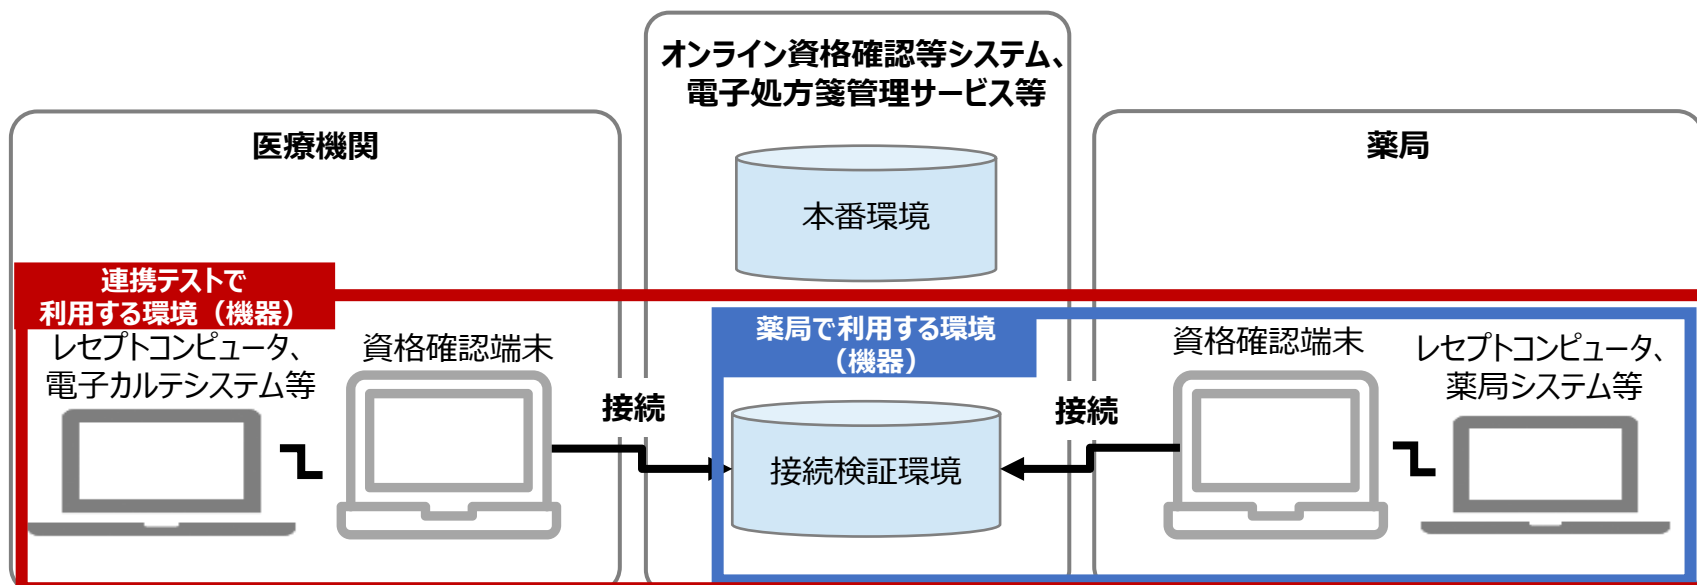 オンライン資格確認等システム、
電子処方箋管理サービス等
医療機関
薬局
本番環境
連携テストで
利用する環境（機器）
レセプトコンピュータ、
電子カルテシステム等
資格確認端末
接続
薬局で利用する環境
（機器）
接続検証環境
接続
資格確認端末
レセプトコンピュータ、
薬局システム等